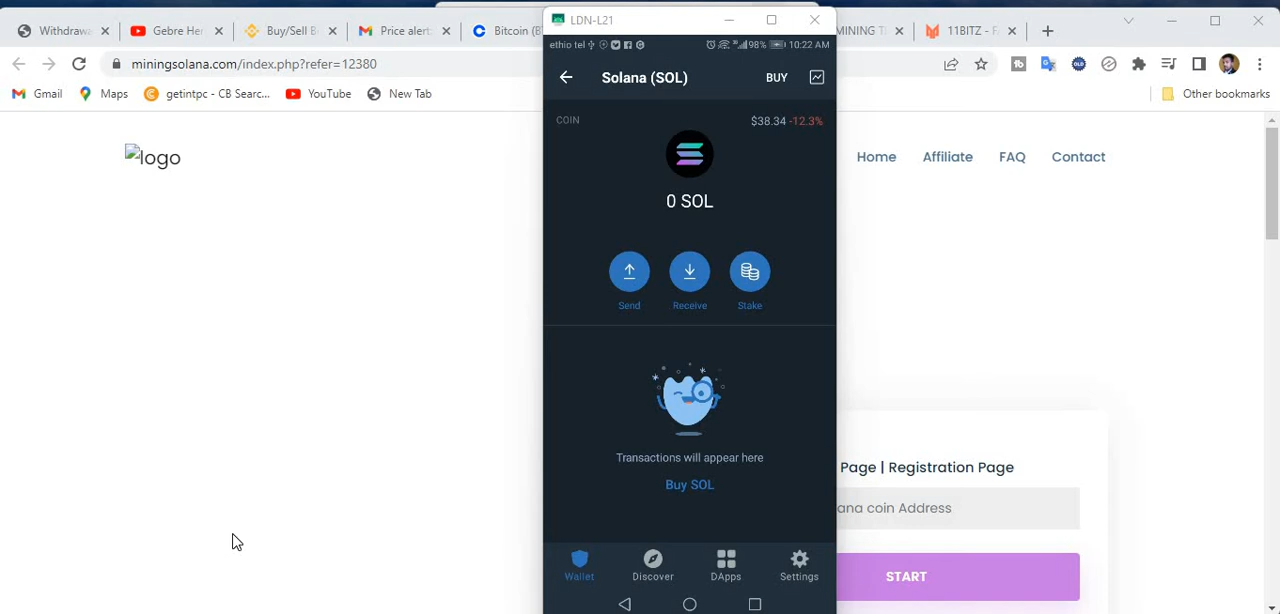 LDN-L21
Withdrawa
Gebre Her
Buy/Sell B
Price alert:
Bitcoin (B
MINING T
11BITZ - F
miningsolana.com/index.php?refer=12380
Gmail
Maps
getintpc - CB Searc...
YouTube
New Tab
Other bookmarks
ethio tel
98%
10:22 AM
Solana (SOL)
BUY
COIN
$38.34 -12.3%
0 SOL
Send
Receive
Stake
Transactions will appear here
Buy SOL
Wallet
Discover
DApps
Settings
logo
Home
Affiliate
FAQ
Contact
Page | Registration Page
ana coin Address
START